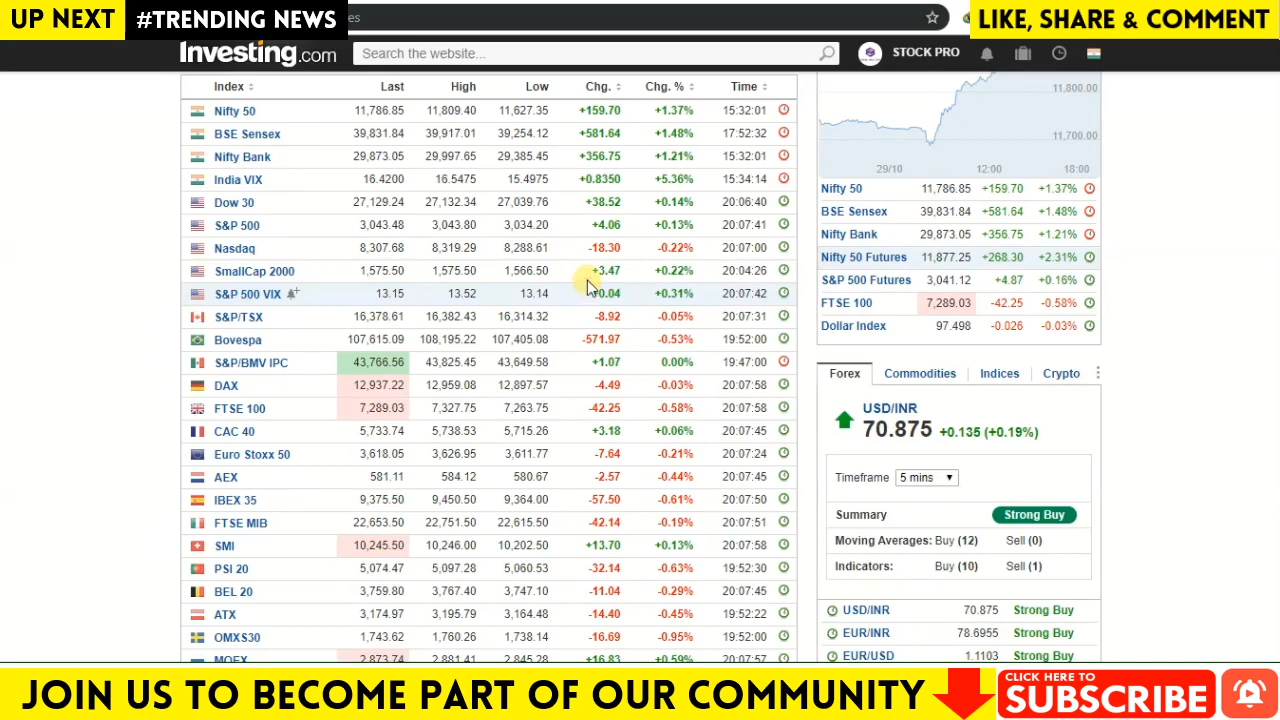 UP NEXT #TRENDING NEWS es LIKE, SHARE & COMMENT
Investing.com Search the website... STOCK PRO
Index Last High Low Chg. Chg. % Time
Nifty 50 11,786.85 11,809.40 11,627.35 +159.70 +1.37% 15:32:01
BSE Sensex 39,831.84 39,917.01 39,254.12 +581.64 +1.48% 17:52:32
Nifty Bank 29,873.05 29,997.65 29,385.45 +356.75 +1.21% 15:32:01
India VIX 16.4200 16.5475 15.4975 +0.8350 +5.36% 15:34:14
Dow 30 27,129.24 27,132.34 27,039.76 +38.52 +0.14% 20:06:40
S&P 500 3,043.48 3,043.80 3,034.20 +4.06 +0.13% 20:07:41
Nasdaq 8,307.68 8,319.29 8,288.61 -18.30 -0.22% 20:07:00
SmallCap 2000 1,575.50 1,575.50 1,566.50 +3.47 +0.22% 20:04:26
S&P 500 VIX 13.15 13.52 13.14 +0.04 +0.31% 20:07:42
S&P/TSX 16,378.61 16,382.43 16,314.32 -8.92 -0.05% 20:07:31
Bovespa 107,615.09 108,195.22 107,405.08 -571.97 -0.53% 19:52:00
S&P/BMV IPC 43,766.56 43,825.45 43,649.58 +1.07 0.00% 19:47:00
DAX 12,937.22 12,959.08 12,897.57 -4.49 -0.03% 20:07:58
FTSE 100 7,289.03 7,327.75 7,263.75 -42.25 -0.58% 20:07:58
CAC 40 5,733.74 5,738.53 5,715.26 +3.18 +0.06% 20:07:45
Euro Stoxx 50 3,618.05 3,626.95 3,611.77 -7.64 -0.21% 20:07:24
AEX 581.11 584.12 580.67 -2.57 -0.44% 20:07:45
IBEX 35 9,375.50 9,450.50 9,364.00 -57.50 -0.61% 20:07:50
FTSE MIB 22,653.50 22,751.50 22,615.50 -42.14 -0.19% 20:07:51
SMI 10,245.50 10,246.00 10,202.50 +13.70 +0.13% 20:07:58
PSI 20 5,074.47 5,097.28 5,060.53 -32.14 -0.63% 19:52:30
BEL 20 3,759.80 3,767.40 3,747.10 -11.04 -0.29% 20:07:45
ATX 3,174.97 3,195.79 3,164.48 -14.40 -0.45% 19:52:22
OMXS30 1,743.62 1,760.26 1,738.14 -16.69 -0.95% 19:52:00
MOEX 2,873.74 2,881.41 2,845.28 +16.83 +0.59% 20:07:57
11,800.00
11,700.00
29/10 12:00 18:00
Nifty 50 11,786.85 +159.70 +1.37%
BSE Sensex 39,831.84 +581.64 +1.48%
Nifty Bank 29,873.05 +356.75 +1.21%
Nifty 50 Futures 11,877.25 +268.30 +2.31%
S&P 500 Futures 3,041.12 +4.87 +0.16%
FTSE 100 7,289.03 -42.25 -0.58%
Dollar Index 97.498 -0.026 -0.03%
Forex Commodities Indices Crypto
USD/INR
70.875 +0.135 (+0.19%)
Timeframe 5 mins
Summary Strong Buy
Moving Averages: Buy (12) Sell (0)
Indicators: Buy (10) Sell (1)
USD/INR 70.875 Strong Buy
EUR/INR 78.6955 Strong Buy
EUR/USD 1.1103 Strong Buy
JOIN US TO BECOME PART OF OUR COMMUNITY
CLICK HERE TO
SUBSCRIBE